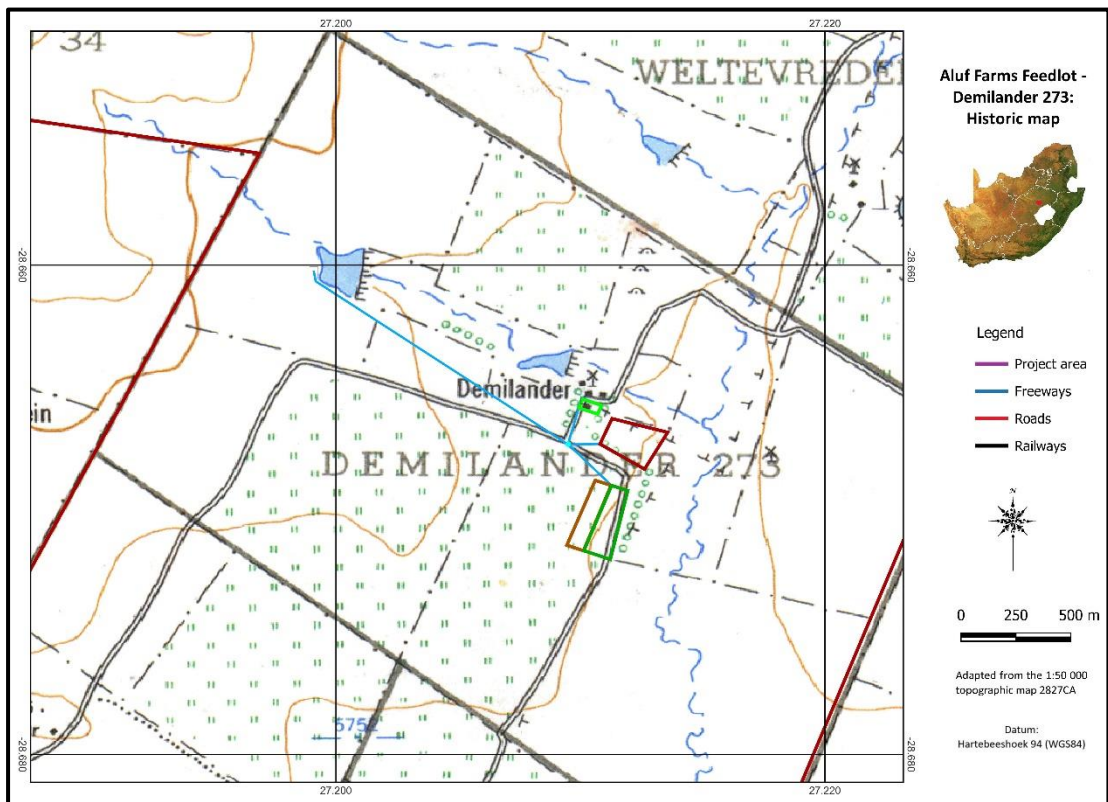 27.200
27.220
34
WELTEVREDE
-28.660
-28.660
Demilander
ein
DEMILANDER 273
5752
-28.680
-28.680
27.200
27.220
Aluf Farms Feedlot -
Demilander 273:
Historic map
Legend
Project area
Freeways
Roads
Railways
N
0 250 500 m
Adapted from the 1:50 000
topographic map 2827CA
Datum:
Hartebeeshoek 94 (WGS84)